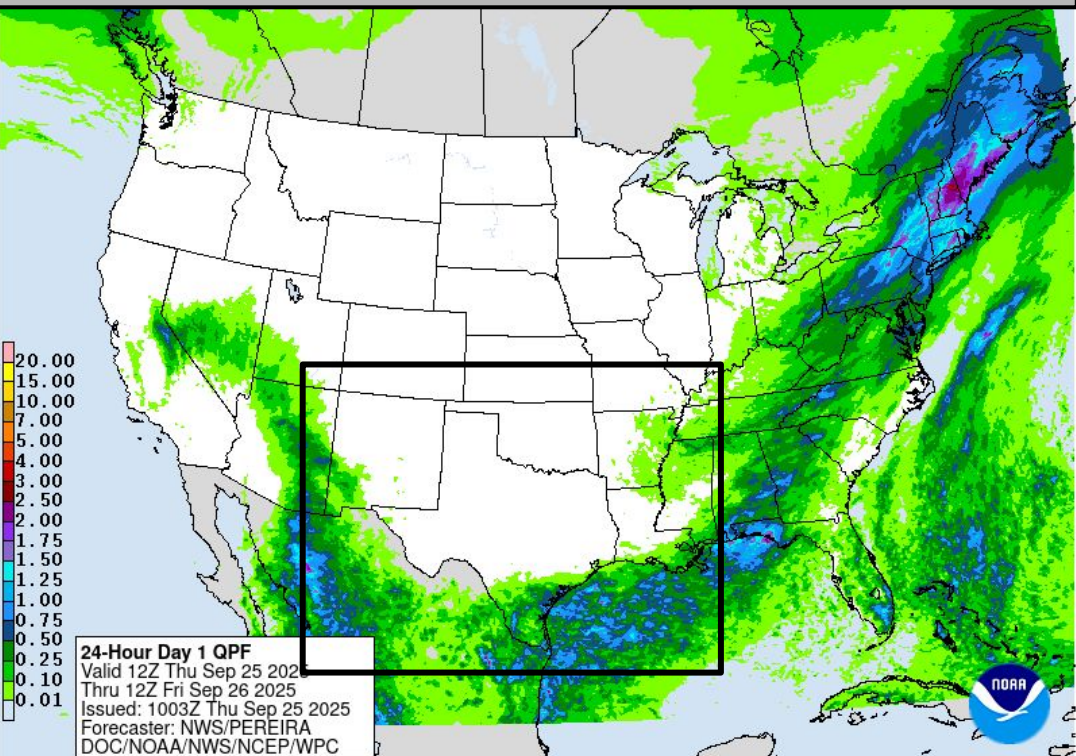 20.00
15.00
10.00
7.00
5.00
4.00
3.00
2.50
2.00
1.75
1.50
1.25
1.00
0.75
0.50
0.25
0.10
0.01
24-Hour Day 1 QPF
Valid 12Z Thu Sep 25 2025
Thru 12Z Fri Sep 26 2025
Issued: 1003Z Thu Sep 25 2025
Forecaster: NWS/PEREIRA
DOC/NOAA/NWS/NCEP/WPC
NOAA